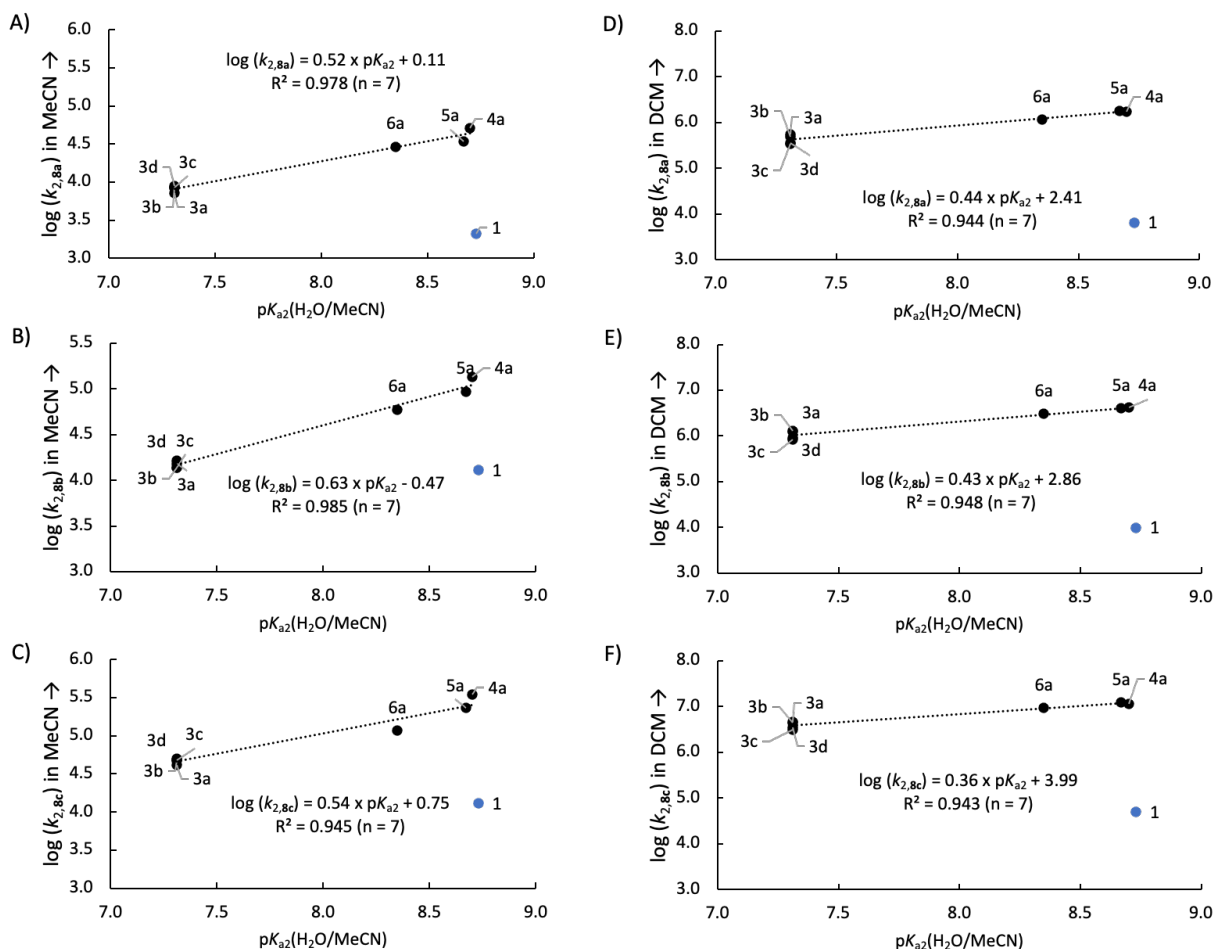 A)
log (k2,8a) in MeCN →
6.0
5.5
5.0
4.5
4.0
3.5
3.0
log (k2,8a) = 0.52 x pKa2 + 0.11
R² = 0.978 (n = 7)
5a
4a
6a
3d
3c
3b
3a
1
7.0 7.5 8.0 8.5 9.0
pKa2(H2O/MeCN)
D)
log (k2,8a) in DCM →
8.0
7.0
6.0
5.0
4.0
3.0
5a
4a
6a
3b
3a
3c
3d
log (k2,8a) = 0.44 x pKa2 + 2.41
R² = 0.944 (n = 7)
1
7.0 7.5 8.0 8.5 9.0
pKa2(H2O/MeCN)
B)
log (k2,8b) in MeCN →
5.5
5.0
4.5
4.0
3.5
3.0
5a
4a
6a
3d
3c
3b
3a
1
log (k2,8b) = 0.63 x pKa2 - 0.47
R² = 0.985 (n = 7)
7.0 7.5 8.0 8.5 9.0
pKa2(H2O/MeCN)
E)
log (k2,8b) in DCM →
8.0
7.0
6.0
5.0
4.0
3.0
6a
5a
4a
3b
3a
3c
3d
log (k2,8b) = 0.43 x pKa2 + 2.86
R² = 0.948 (n = 7)
1
7.0 7.5 8.0 8.5 9.0
pKa2(H2O/MeCN)
C)
log (k2,8c) in MeCN →
6.0
5.5
5.0
4.5
4.0
3.5
3.0
5a
4a
6a
3d
3c
3b
3a
log (k2,8c) = 0.54 x pKa2 + 0.75
R² = 0.945 (n = 7)
1
7.0 7.5 8.0 8.5 9.0
pKa2(H2O/MeCN)
F)
log (k2,8c) in DCM →
8.0
7.0
6.0
5.0
4.0
3.0
6a
5a
4a
3b
3a
3c
3d
log (k2,8c) = 0.36 x pKa2 + 3.99
R² = 0.943 (n = 7)
1
7.0 7.5 8.0 8.5 9.0
pKa2(H2O/MeCN)